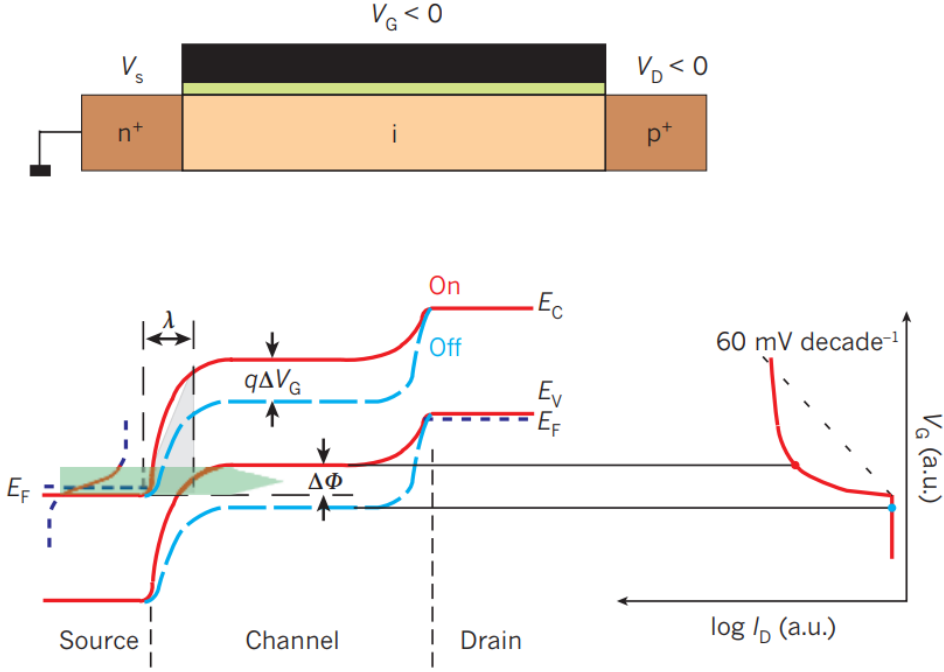 V_G < 0
V_s
V_D < 0
n⁺
i
p⁺
On
E_C
λ
Off
60 mV decade⁻¹
qΔV_G
E_V
E_F
V_G (a.u.)
E_F
ΔΦ
log I_D (a.u.)
Source
Channel
Drain